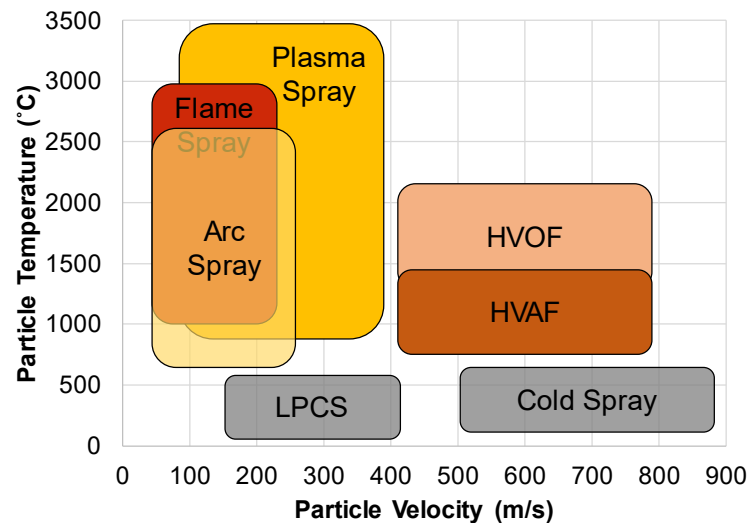 Particle Temperature (˚C)
3500
3000
2500
2000
1500
1000
500
0
Plasma
Spray
Flame
Spray
Arc
Spray
HVOF
HVAF
LPCS
Cold Spray
0 100 200 300 400 500 600 700 800 900
Particle Velocity (m/s)